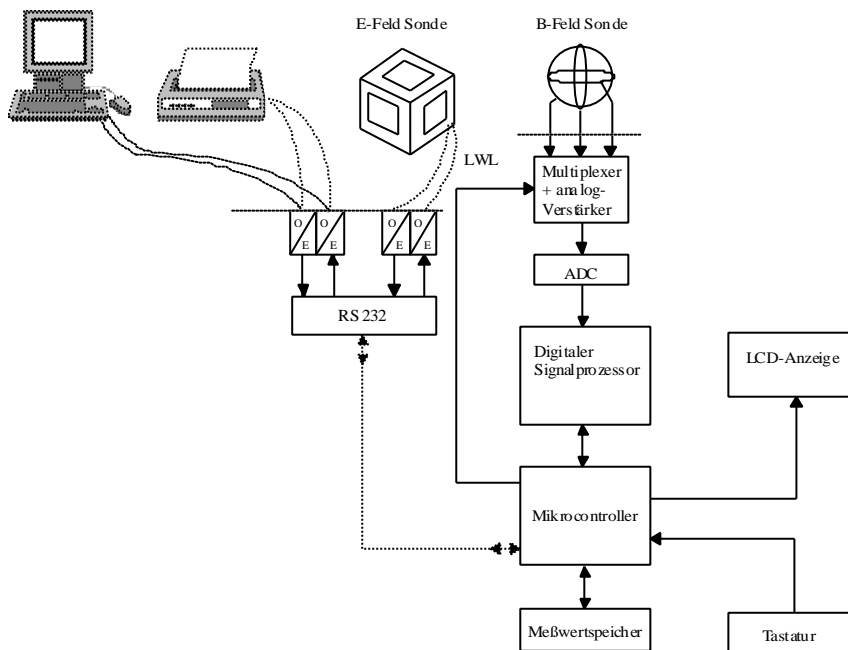 E-Feld Sonde
B-Feld Sonde
LWL
Multiplexer
+ analog-
Verstärker
O
E
O
E
O
E
O
E
ADC
RS 232
Digitaler
Signalprozessor
LCD-Anzeige
Mikrocontroller
Meßwertspeicher
Tastatur